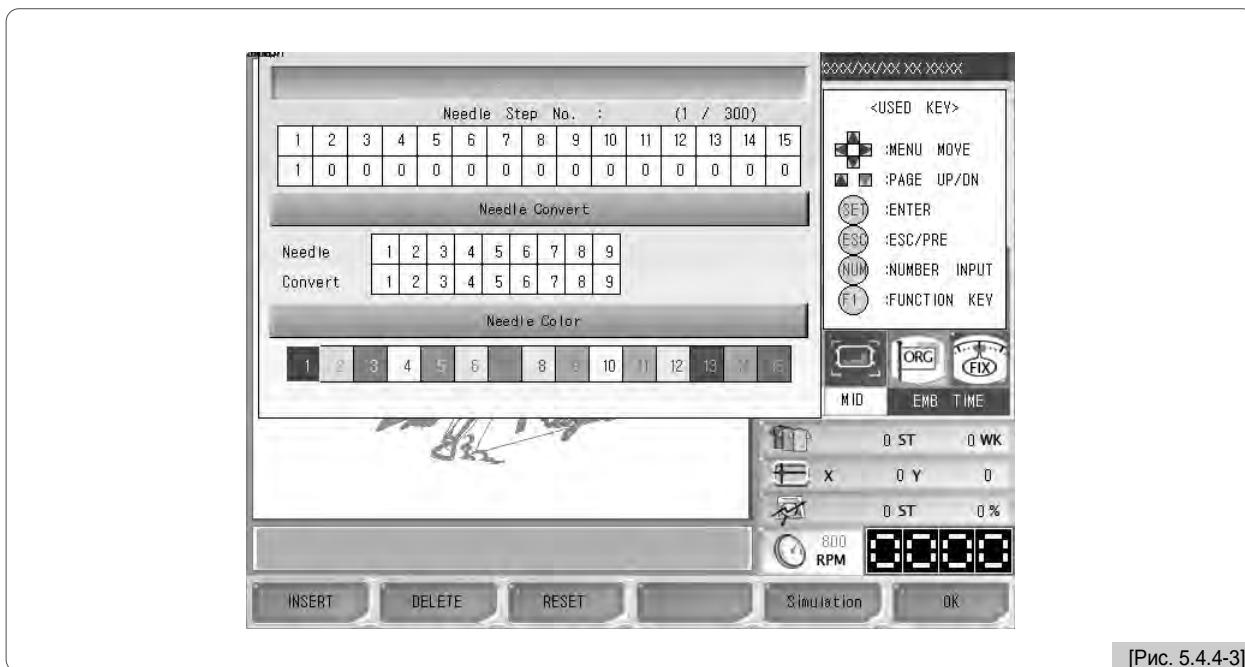 XXX/XX/XX XX XX:XX
Needle Step No. : (1 / 300)
1 2 3 4 5 6 7 8 9 10 11 12 13 14 15
1 0 0 0 0 0 0 0 0 0 0 0 0 0 0
Needle Convert
Needle 1 2 3 4 5 6 7 8 9
Convert 1 2 3 4 5 6 7 8 9
Needle Color
1 2 3 4 5 6 8 9 10 11 12 13 14 15
<USED KEY>
:MENU MOVE
:PAGE UP/DN
SET :ENTER
ESC :ESC/PRE
NUM :NUMBER INPUT
F1 :FUNCTION KEY
ORG
FIX
MID EMB TIME
0 ST 0 WK
X 0 Y 0
0 ST 0 %
800
RPM 0000
INSERT DELETE RESET Simulation OK
[Рис. 5.4.4-3]